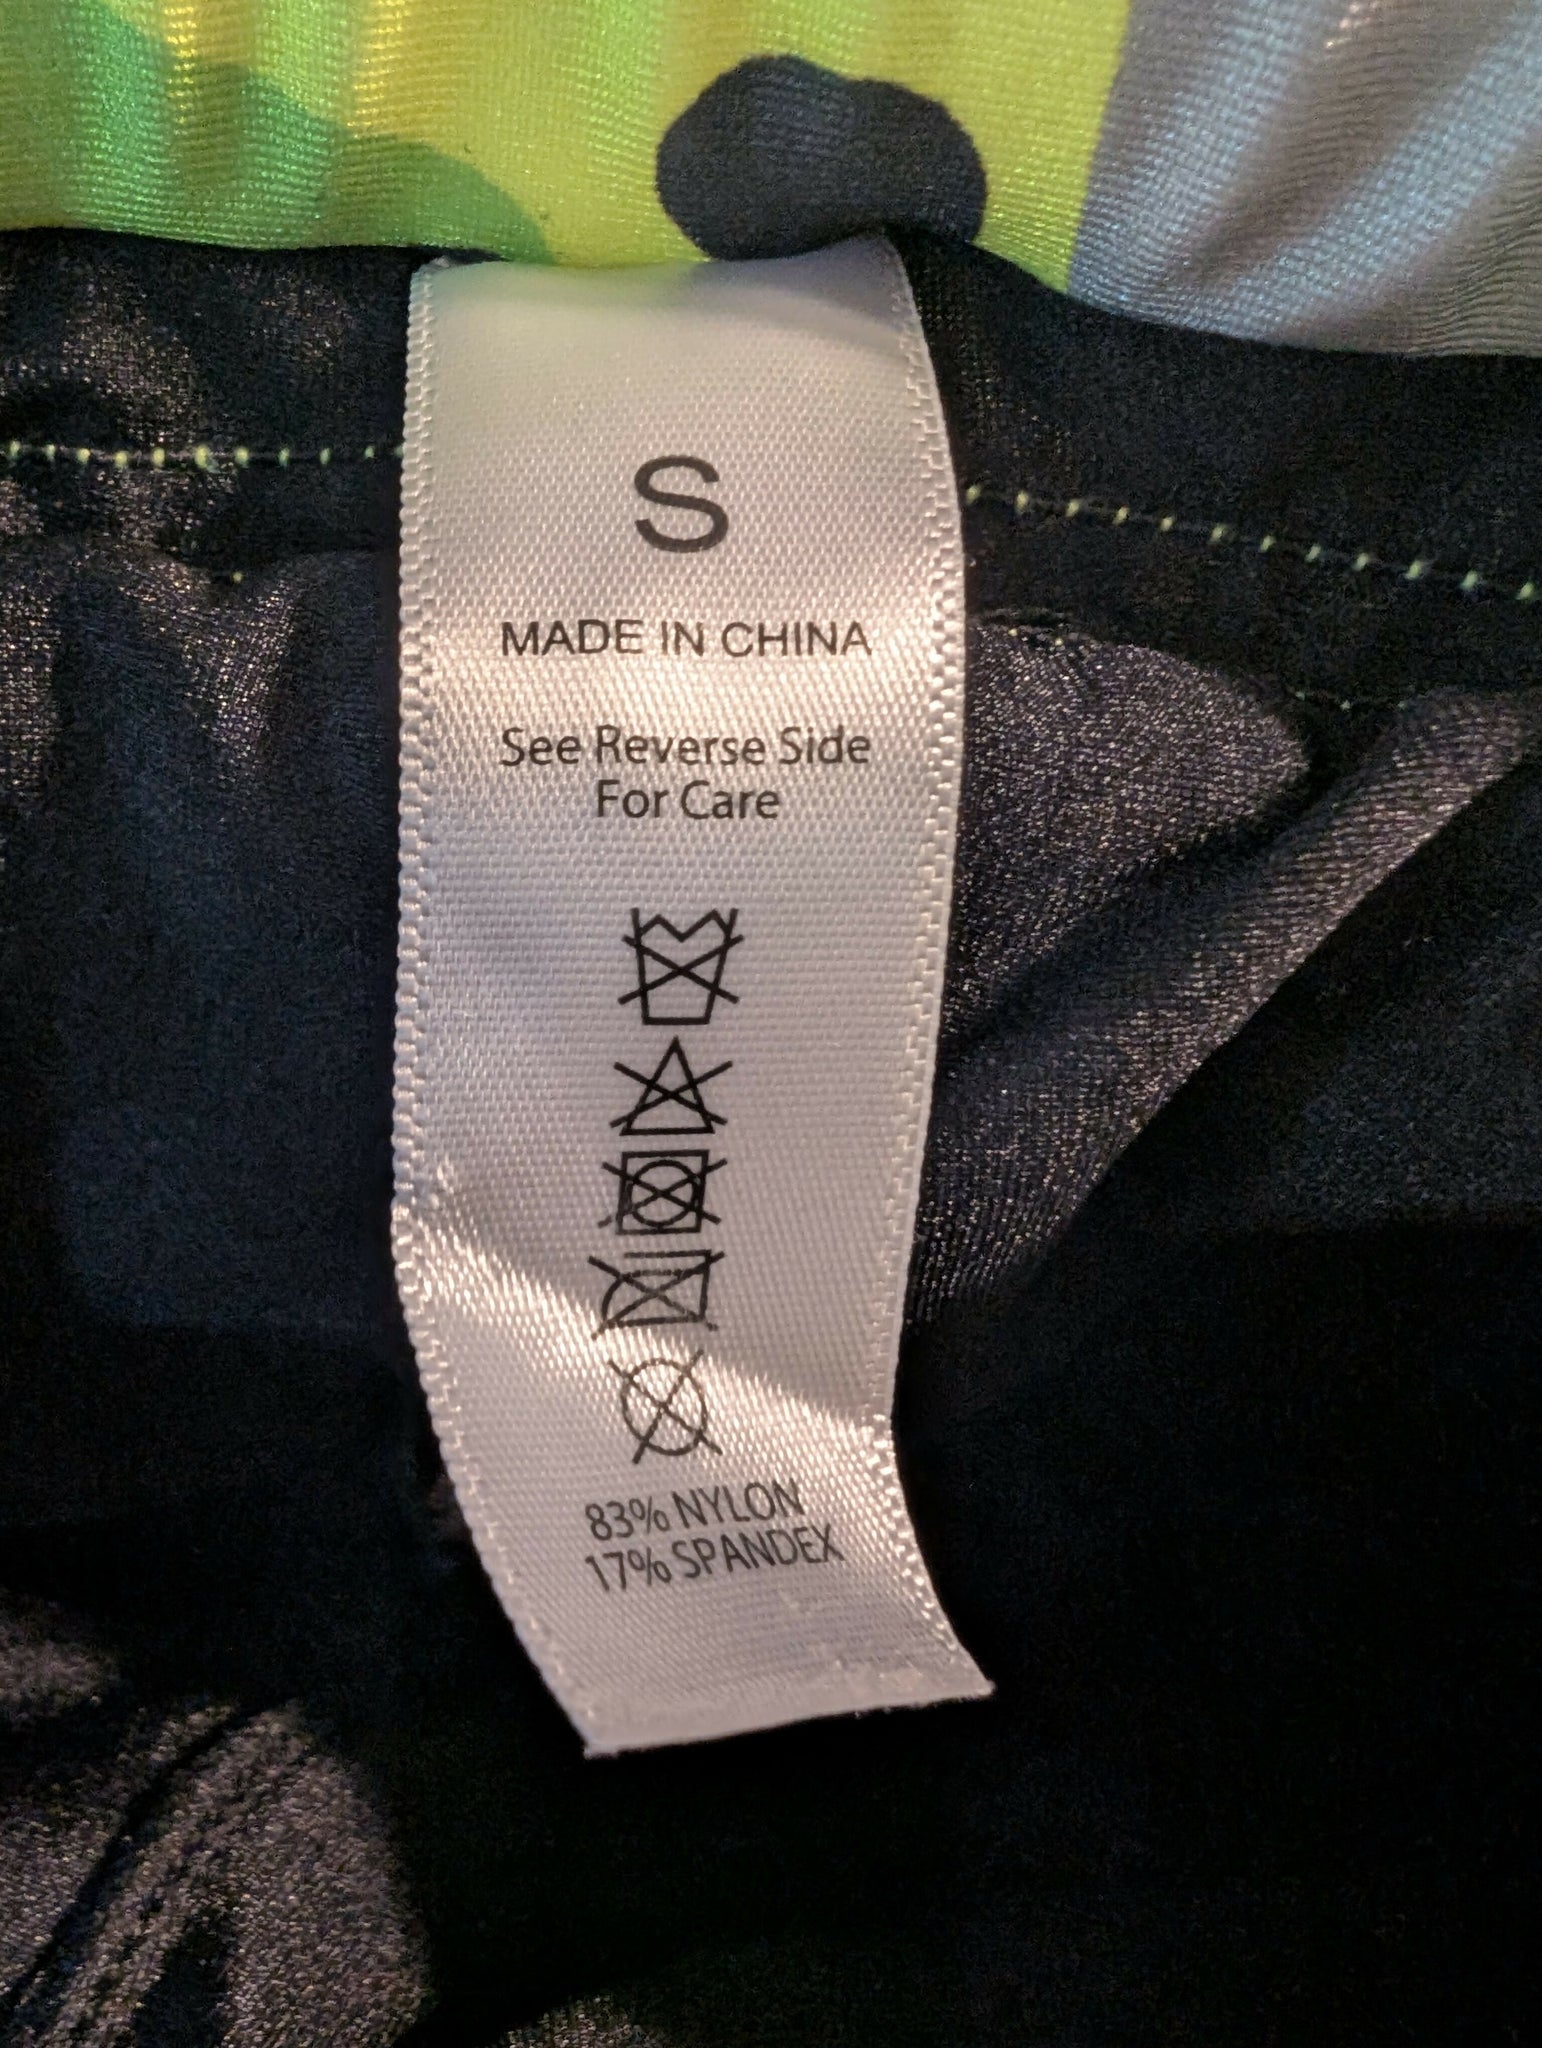 S
MADE IN CHINA
See Reverse Side
For Care
83% NYLON
17% SPANDEX